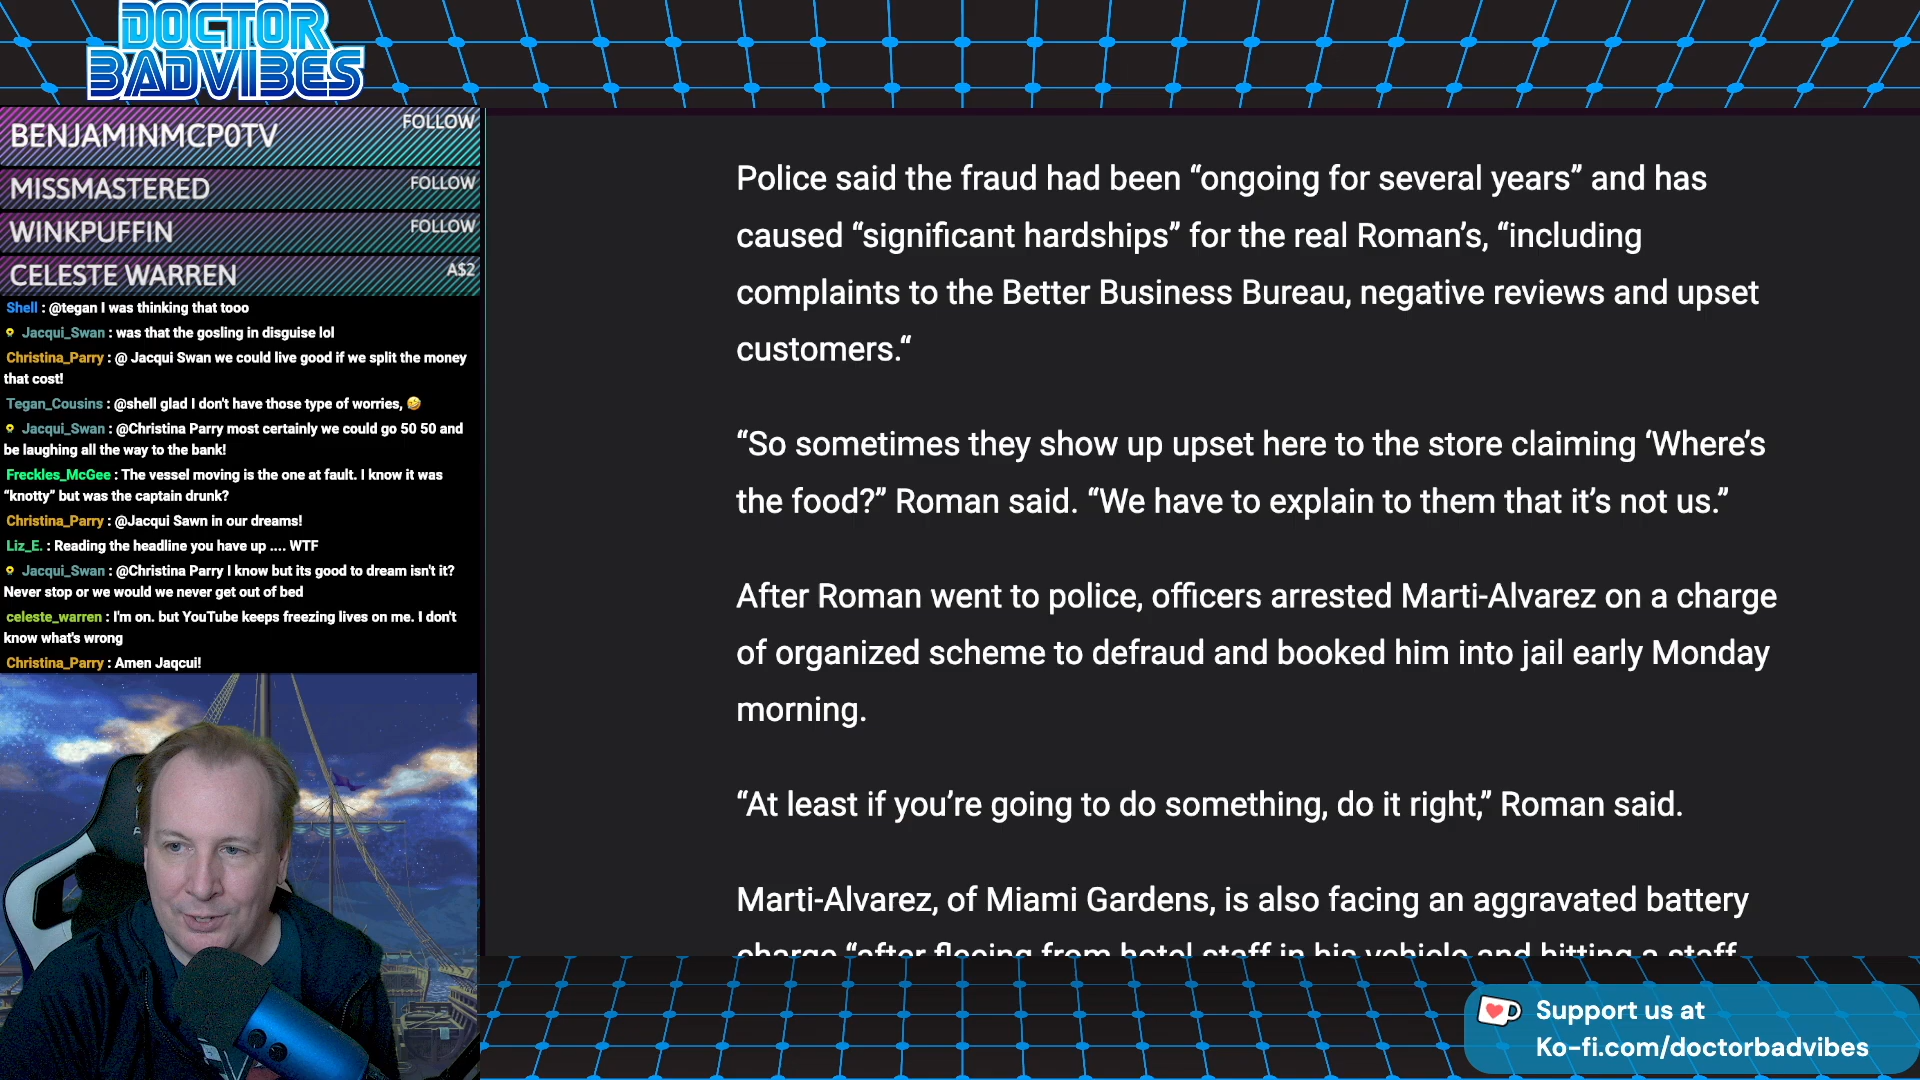 DOCTOR
BADVIBES
BENJAMINMCP0TV FOLLOW
MISSMASTERED FOLLOW
WINKPUFFIN FOLLOW
CELESTE WARREN A$2
Shell : @tegan I was thinking that tooo
Jacqui_Swan : was that the gosling in disguise lol
Christina_Parry : @ Jacqui Swan we could live good if we split the money
that cost!
Tegan_Cousins : @shell glad I don't have those type of worries, 🤣
Jacqui_Swan : @Christina Parry most certainly we could go 50 50 and
be laughing all the way to the bank!
Freckles_McGee : The vessel moving is the one at fault. I know it was
“knotty” but was the captain drunk?
Christina_Parry : @Jacqui Sawn in our dreams!
Liz_E. : Reading the headline you have up .... WTF
Jacqui_Swan : @Christina Parry I know but its good to dream isn't it?
Never stop or we would we never get out of bed
celeste_warren : I'm on. but YouTube keeps freezing lives on me. I don't
know what's wrong
Christina_Parry : Amen Jaqcui!
Police said the fraud had been “ongoing for several years” and has
caused “significant hardships” for the real Roman’s, “including
complaints to the Better Business Bureau, negative reviews and upset
customers.“
“So sometimes they show up upset here to the store claiming ‘Where’s
the food?” Roman said. “We have to explain to them that it’s not us.”
After Roman went to police, officers arrested Marti-Alvarez on a charge
of organized scheme to defraud and booked him into jail early Monday
morning.
“At least if you’re going to do something, do it right,” Roman said.
Marti-Alvarez, of Miami Gardens, is also facing an aggravated battery
charge “after fleeing from hotel staff in his vehicle and hitting a staff
Support us at
Ko-fi.com/doctorbadvibes